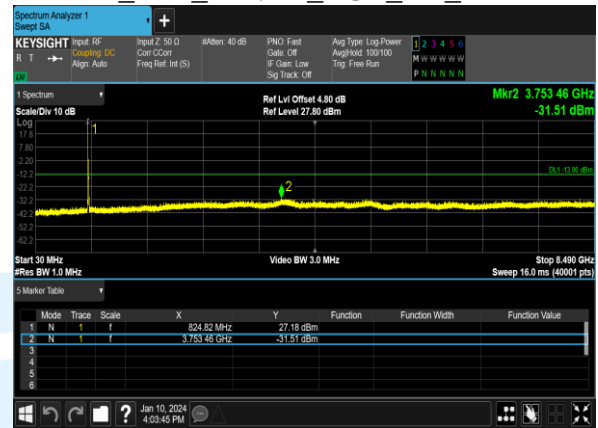 Spectrum Analyzer 1
Swept SA
KEYSIGHT Input: RF Input Z: 50 Ω #Atten: 40 dB PNO: Fast Avg Type: Log-Power 1 2 3 4 5 6
R T Coupling: DC Corr CCorr Gate: Off Avg|Hold: 100/100 M W W W W W
Align: Auto Freq Ref: Int (S) IF Gain: Low Trig: Free Run P N N N N N
LW Sig Track: Off
1 Spectrum Ref Lvl Offset 4.80 dB Mkr2 3.753 46 GHz
Scale/Div 10 dB Ref Level 27.80 dBm -31.51 dBm
Log
17.8
7.80
-2.20
-12.2
-22.2
-32.2
-42.2
-52.2
-62.2
1
DL1 -13.00 dBm
2
Start 30 MHz Video BW 3.0 MHz Stop 8.490 GHz
#Res BW 1.0 MHz Sweep 16.0 ms (40001 pts)
5 Marker Table
Mode Trace Scale X Y Function Function Width Function Value
1 N 1 f 824.82 MHz 27.18 dBm
2 N 1 f 3.753 46 GHz -31.51 dBm
3
4
5
6
? Jan 10, 2024
4:03:45 PM